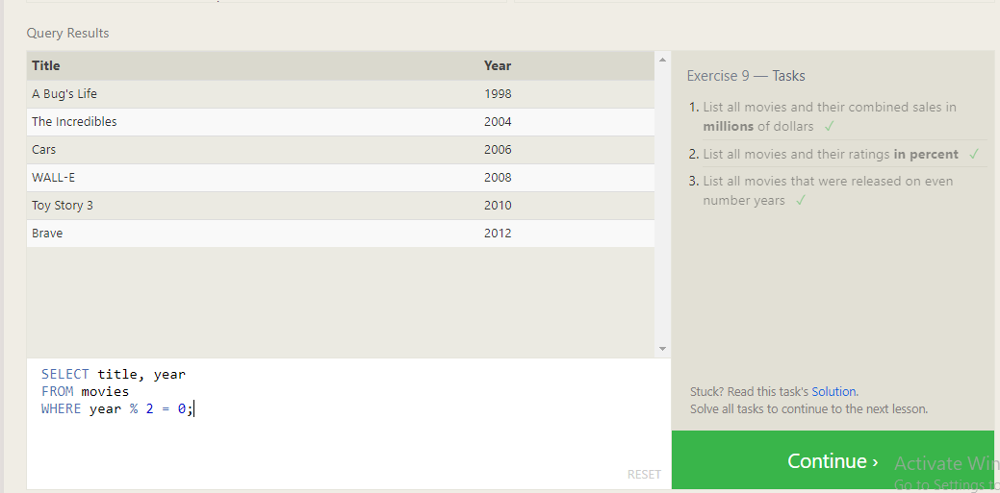 Query Results
Title Year
A Bug's Life 1998
The Incredibles 2004
Cars 2006
WALL-E 2008
Toy Story 3 2010
Brave 2012
SELECT title, year
FROM movies
WHERE year % 2 = 0;
RESET
Exercise 9 — Tasks
1. List all movies and their combined sales in
millions of dollars ✓
2. List all movies and their ratings in percent ✓
3. List all movies that were released on even
number years ✓
Stuck? Read this task's Solution.
Solve all tasks to continue to the next lesson.
Continue ›
Activate Win
Go to Settings to